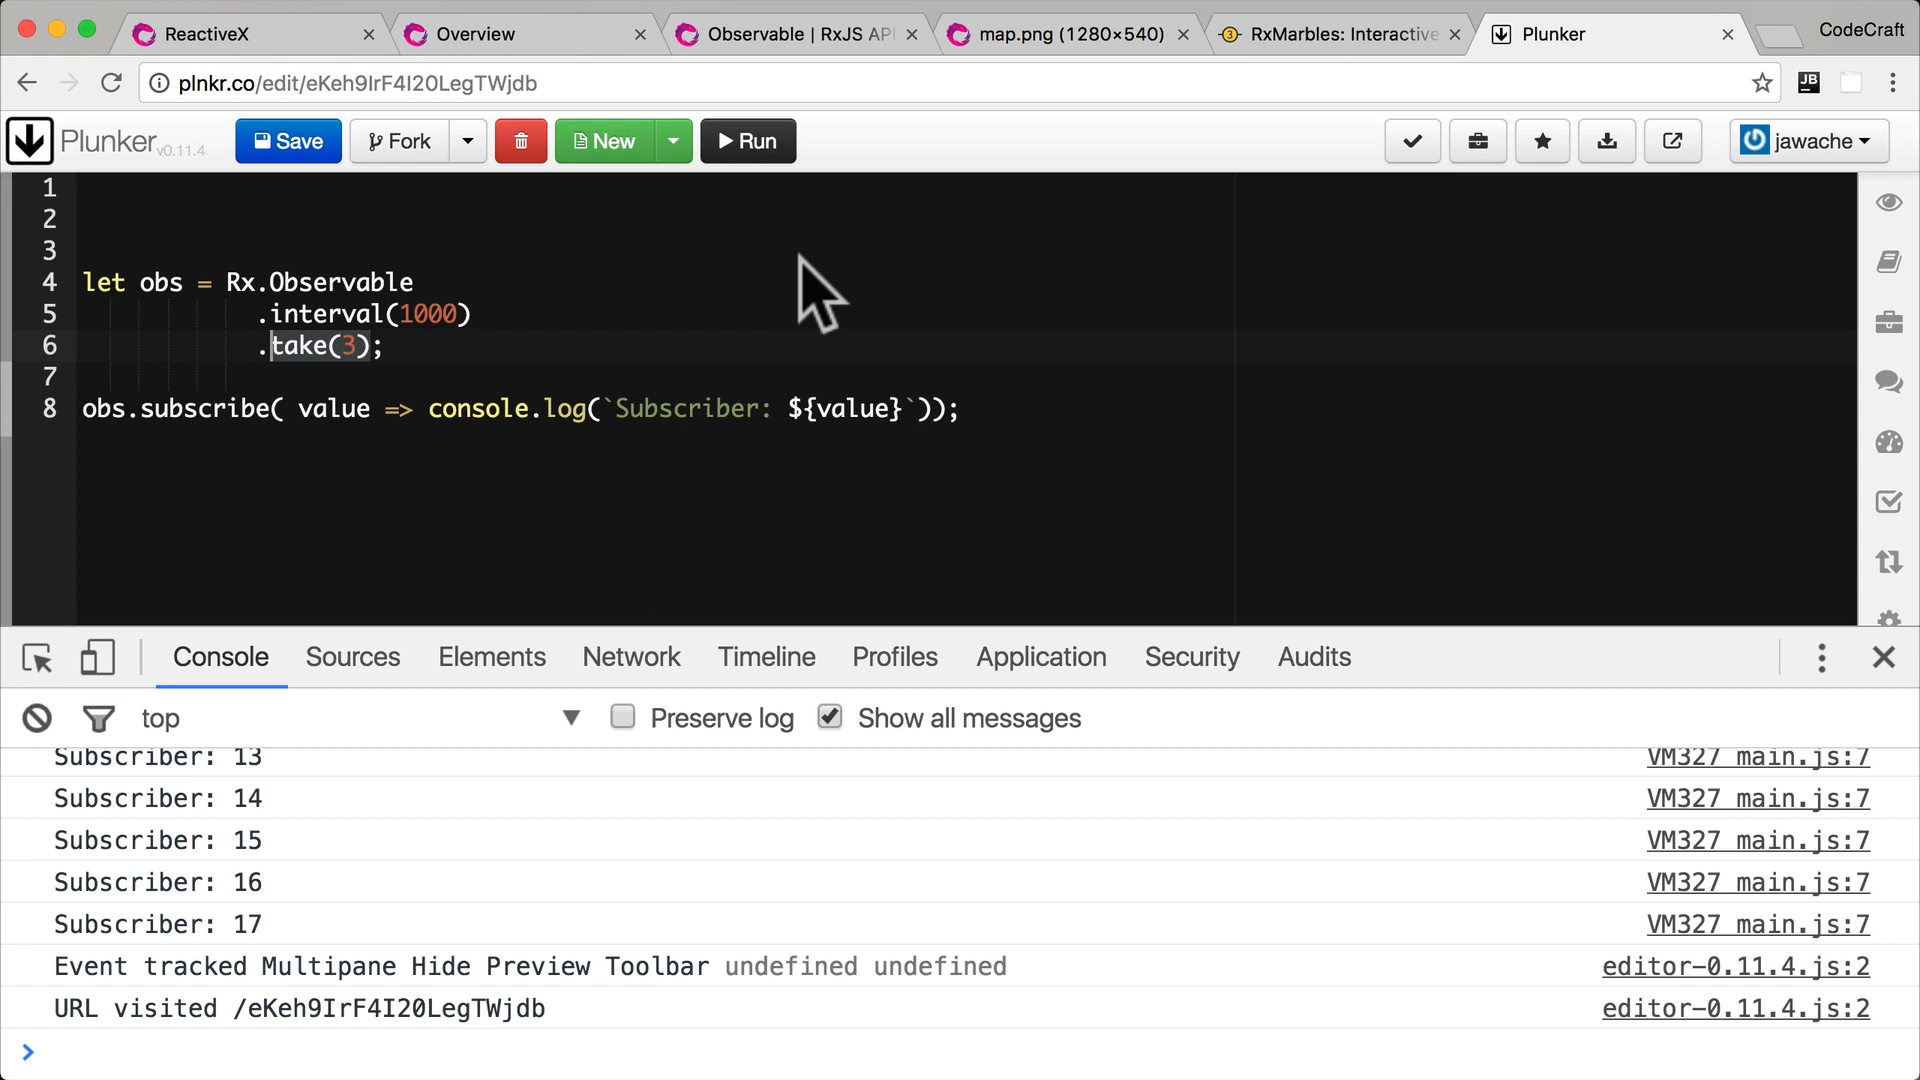 ReactiveX
Overview
Observable | RxJS API
map.png (1280×540)
RxMarbles: Interactive
Plunker
CodeCraft
plnkr.co/edit/eKeh9IrF4I20LegTWjdb
JB
Plunker v0.11.4
Save
Fork
New
Run
jawache
1
2
3
4 let obs = Rx.Observable
5 .interval(1000)
6 .take(3);
7
8 obs.subscribe( value => console.log(`Subscriber: ${value}`));
Console Sources Elements Network Timeline Profiles Application Security Audits
top
Preserve log
Show all messages
Subscriber: 13 VM327 main.js:7
Subscriber: 14 VM327 main.js:7
Subscriber: 15 VM327 main.js:7
Subscriber: 16 VM327 main.js:7
Subscriber: 17 VM327 main.js:7
Event tracked Multipane Hide Preview Toolbar undefined undefined editor-0.11.4.js:2
URL visited /eKeh9IrF4I20LegTWjdb editor-0.11.4.js:2